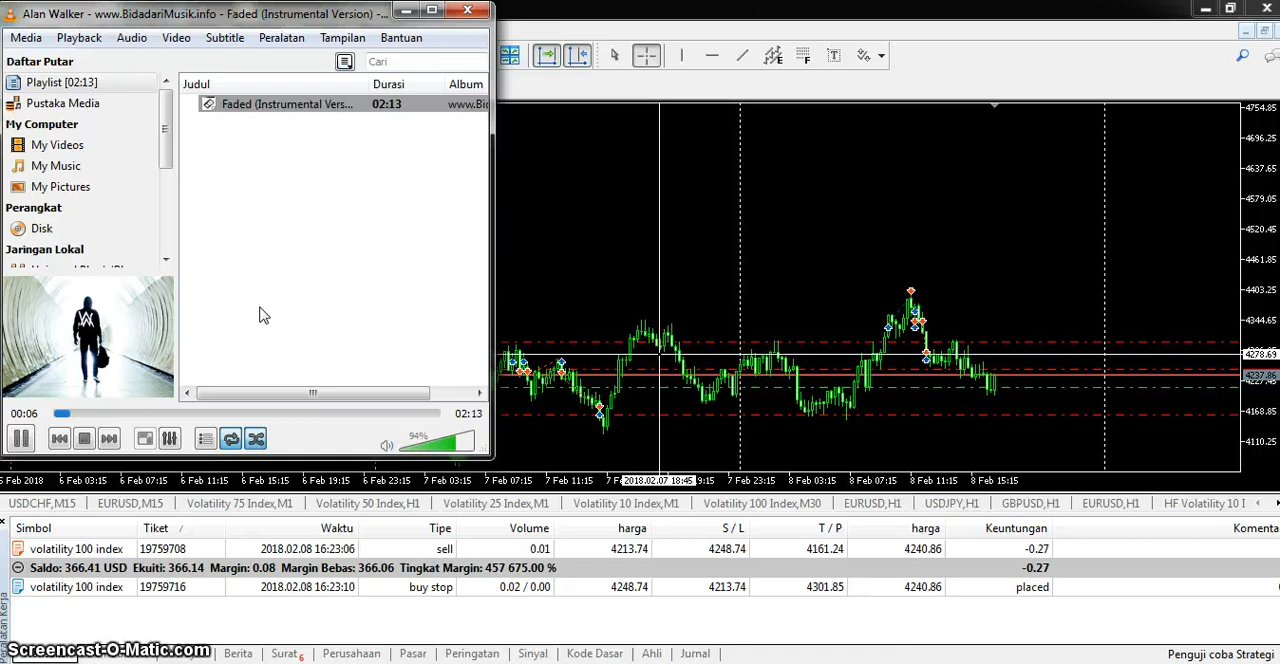 Alan Walker - www.BidadariMusik.info - Faded (Instrumental Version) -...
Media Playback Audio Video Subtitle Peralatan Tampilan Bantuan
Daftar Putar
Cari
Playlist [02:13]
Pustaka Media
My Computer
My Videos
My Music
My Pictures
Perangkat
Disk
Jaringan Lokal
Judul Durasi Album
Faded (Instrumental Vers... 02:13 www.Bid
00:06 02:13
94%
4754.85
4696.25
4637.65
4579.05
4520.45
4461.85
4403.25
4344.65
4278.69
4237.86
4168.85
4110.25
6 Feb 2018 6 Feb 03:15 6 Feb 07:15 6 Feb 11:15 6 Feb 15:15 6 Feb 19:15 6 Feb 23:15 7 Feb 03:15 7 Feb 07:15 7 Feb 11:15 2018.02.07 18:45 7 Feb 23:15 8 Feb 03:15 8 Feb 07:15 8 Feb 11:15 8 Feb 15:15
USDCHF,M15 EURUSD,M15 Volatility 75 Index,M1 Volatility 50 Index,H1 Volatility 25 Index,M1 Volatility 10 Index,M1 Volatility 100 Index,M30 EURUSD,H1 USDJPY,H1 GBPUSD,H1 EURUSD,H1 HF Volatility 10 I
Simbol Tiket / Waktu Tipe Volume harga S / L T / P harga Keuntungan Komenta
volatility 100 index 19759708 2018.02.08 16:23:06 sell 0.01 4213.74 4248.74 4161.24 4240.86 -0.27
Saldo: 366.41 USD Ekuiti: 366.14 Margin: 0.08 Margin Bebas: 366.06 Tingkat Margin: 457 675.00 % -0.27
volatility 100 index 19759716 2018.02.08 16:23:10 buy stop 0.02 / 0.00 4248.74 4213.74 4301.85 4240.86 placed
Peralatan Kerja
Screencast-O-Matic.com
Berita Surat 6 Perusahaan Pasar Peringatan Sinyal Kode Dasar Ahli Jurnal Penguji coba Strategi